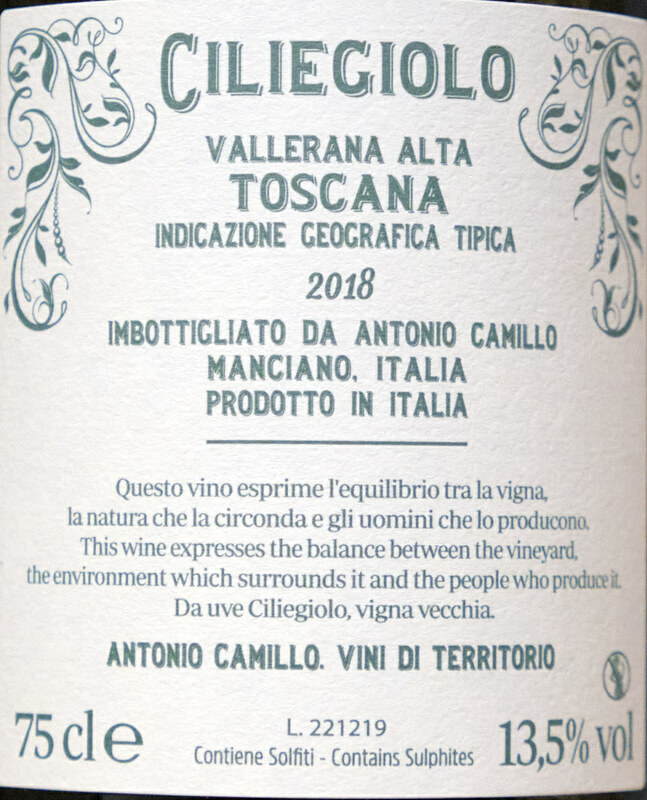 CILIEGIOLO
VALLERANA ALTA
TOSCANA
INDICAZIONE GEOGRAFICA TIPICA
2018
IMBOTTIGLIATO DA ANTONIO CAMILLO
MANCIANO, ITALIA
PRODOTTO IN ITALIA
Questo vino esprime l'equilibrio tra la vigna,
la natura che la circonda e gli uomini che lo producono.
This wine expresses the balance between the vineyard,
the environment which surrounds it and the people who produce it.
Da uve Ciliegiolo, vigna vecchia.
ANTONIO CAMILLO. VINI DI TERRITORIO
75 cl e
L. 221219
Contiene Solfiti - Contains Sulphites
13,5% vol